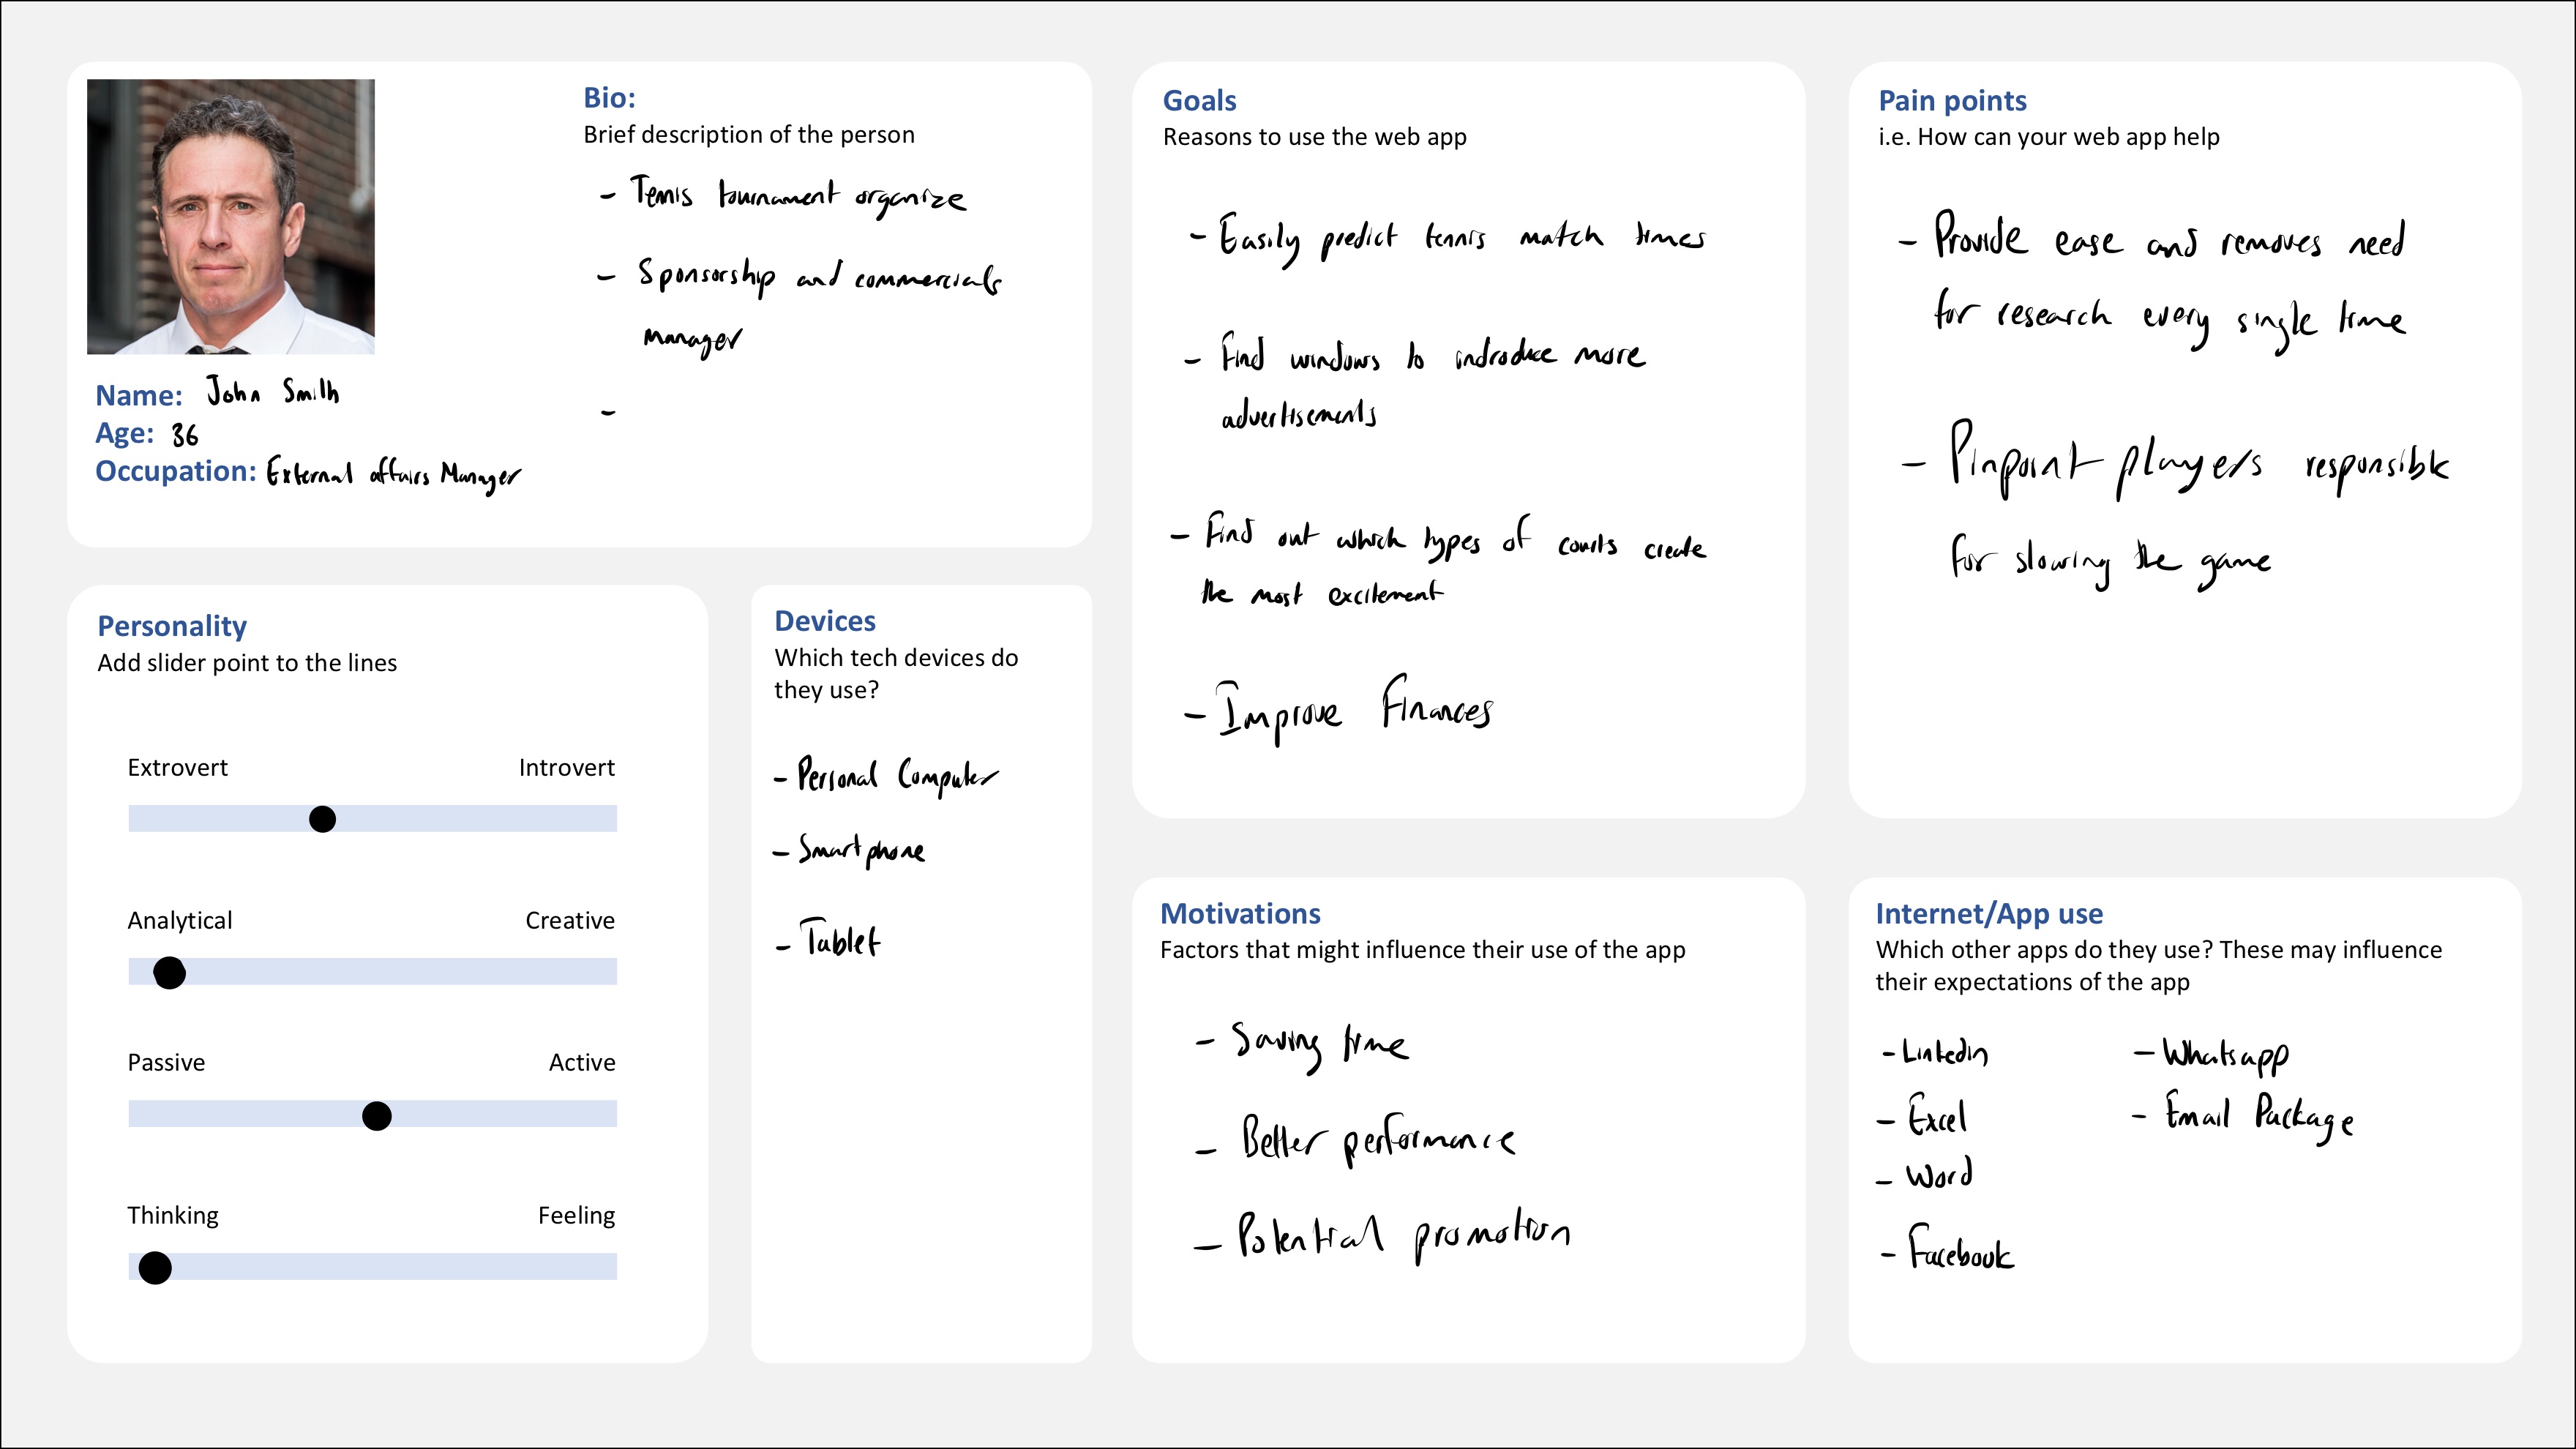 Name: John Smith
Age: 36
Occupation: External affairs Manager
Bio:
Brief description of the person
- Tennis tournament organize
- Sponsorship and commercials
manager
-
Personality
Add slider point to the lines
Extrovert Introvert
Analytical Creative
Passive Active
Thinking Feeling
Devices
Which tech devices do
they use?
- Personal Computer
- Smartphone
- Tablet
Goals
Reasons to use the web app
- Easily predict tennis match times
- Find windows to indroduce more
advertisements
- Find out which types of courts create
the most excitement
- Improve Finances
Motivations
Factors that might influence their use of the app
- Saving time
- Better performance
- Potential promotion
Pain points
i.e. How can your web app help
- Provide ease and removes need
for research every single time
- Pinpoint players responsible
for slowing the game
Internet/App use
Which other apps do they use? These may influence
their expectations of the app
- Linkedin
- Excel
- Word
- Facebook
- Whatsapp
- Email Package